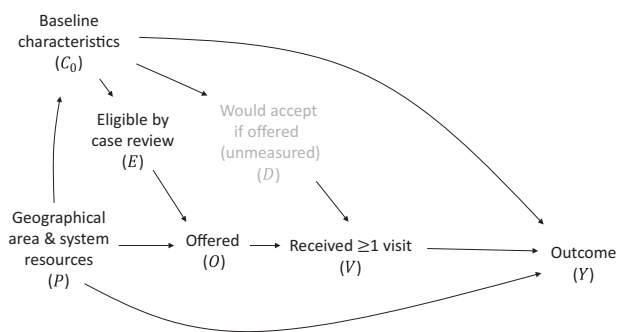 Baseline
characteristics
(C₀)
Eligible by
case review
(E)
Would accept
if offered
(unmeasured)
(D)
Geographical
area & system
resources
(P)
Offered
(O)
Received ≥1 visit
(V)
Outcome
(Y)